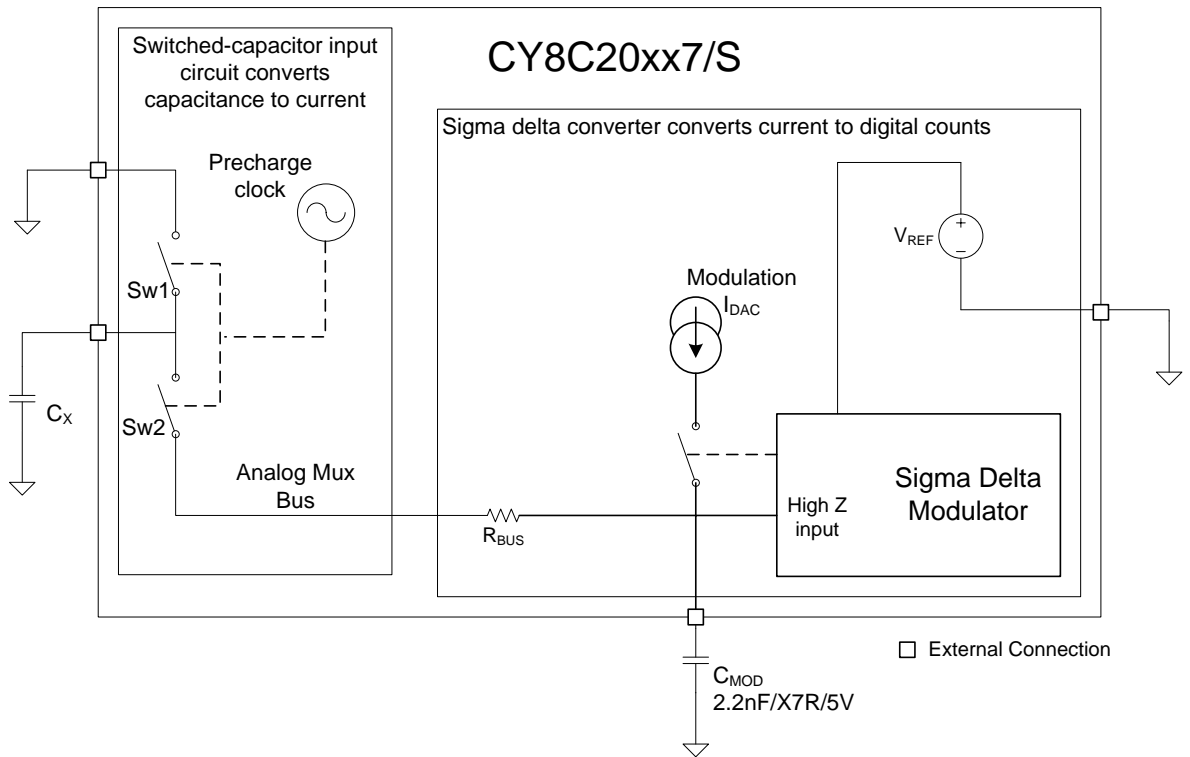 Switched-capacitor input
circuit converts
capacitance to current
CY8C20xx7/S
Sigma delta converter converts current to digital counts
Precharge
clock
+
VREF
−
Modulation
IDAC
Sw1
CX
Sw2
Analog Mux
Bus
RBUS
High Z
input
Sigma Delta
Modulator
External Connection
CMOD
2.2nF/X7R/5V